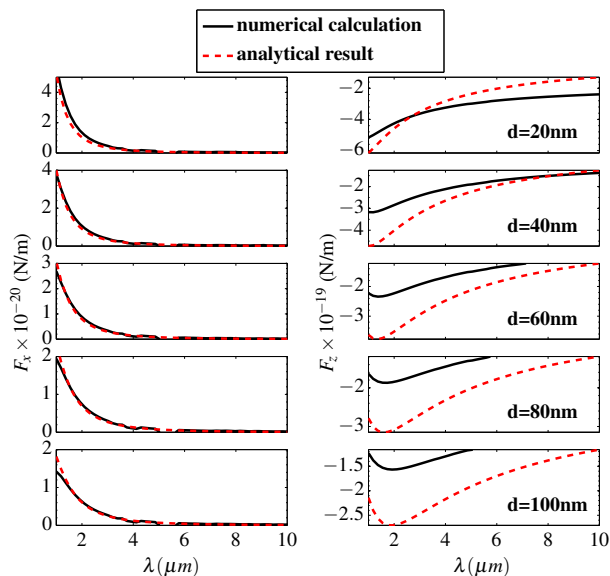 numerical calculation
analytical result
4
2
0
−2
−4
−6
d=20nm
4
2
0
−2
−3
−4
d=40nm
3
2
1
0
−2
−3
d=60nm
2
1
0
−2
−3
d=80nm
2
1
0
2 4 6 8 10
−1.5
−2
−2.5
d=100nm
2 4 6 8 10
F_x × 10^−20 (N/m)
F_z × 10^−19 (N/m)
λ(μm)
λ(μm)